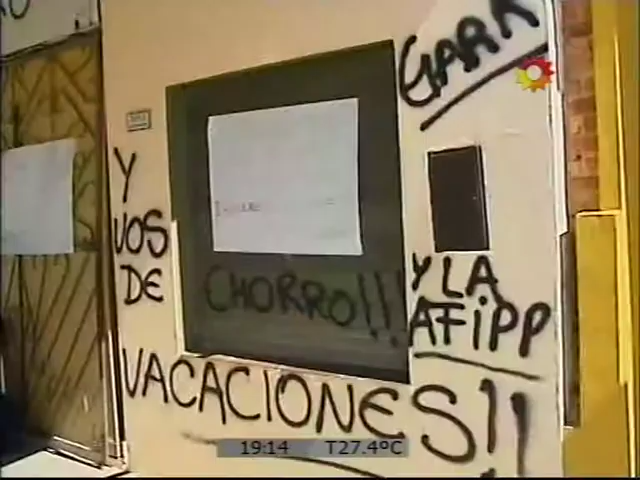 GARK
Y
VOS
DE
CHORRO!!
Y LA
AFIPP
VACACIONES!!
19:14 T27.4ºC